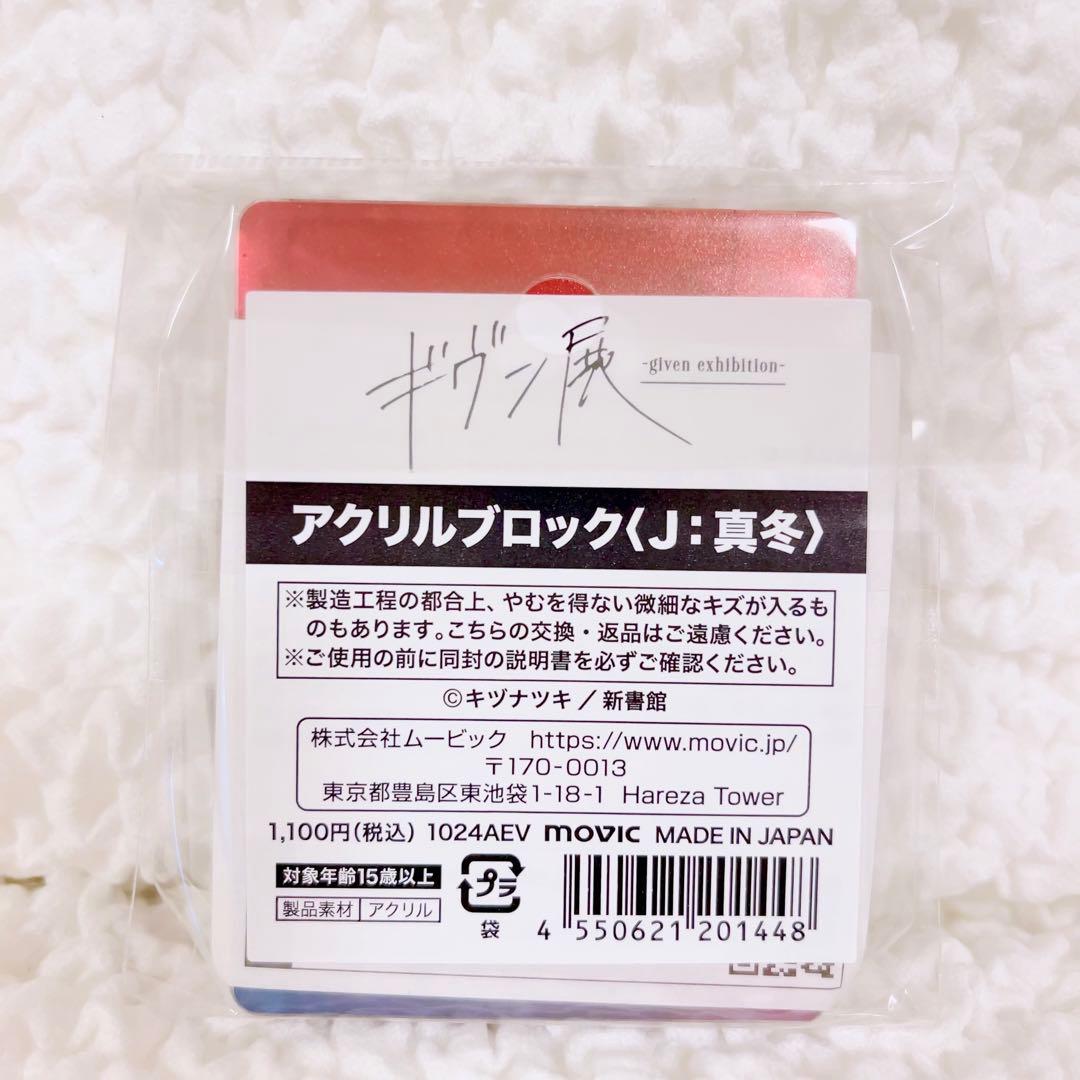 ギヴン展 -given exhibition-
アクリルブロック〈J：真冬〉
※製造工程の都合上、やむを得ない微細なキズが入るも
のもあります。こちらの交換・返品はご遠慮ください。
※ご使用の前に同封の説明書を必ずご確認ください。
©キヅナツキ／新書館
株式会社ムービック https://www.movic.jp/
〒170-0013
東京都豊島区東池袋1-18-1 Hareza Tower
1,100円(税込) 1024AEV movic MADE IN JAPAN
対象年齢15歳以上
製品素材 アクリル
プラ
袋
4 550621 201448